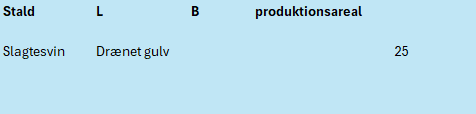 Stald L B produktionsareal
Slagtesvin Drænet gulv 25